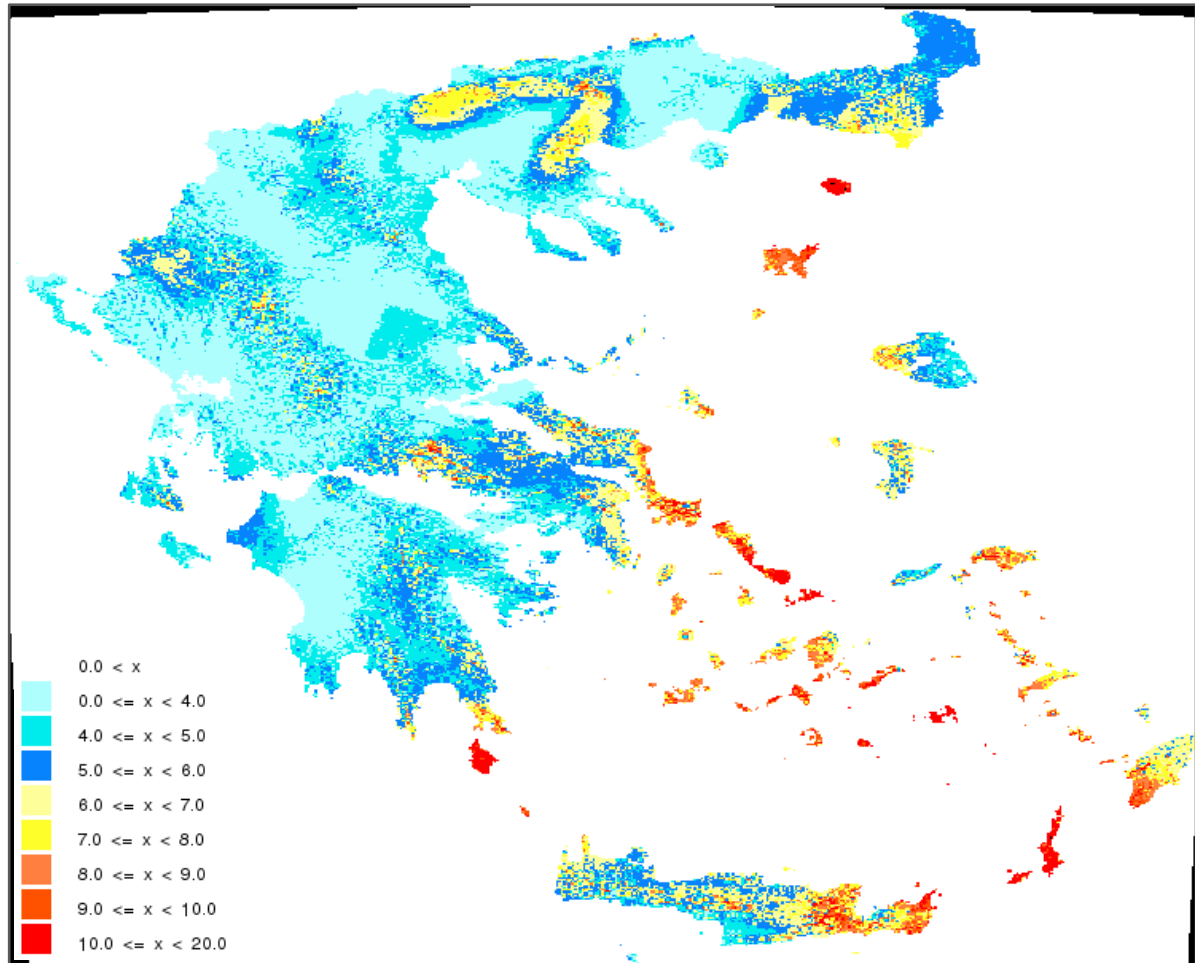 0.0 < x
0.0 <= x < 4.0
4.0 <= x < 5.0
5.0 <= x < 6.0
6.0 <= x < 7.0
7.0 <= x < 8.0
8.0 <= x < 9.0
9.0 <= x < 10.0
10.0 <= x < 20.0